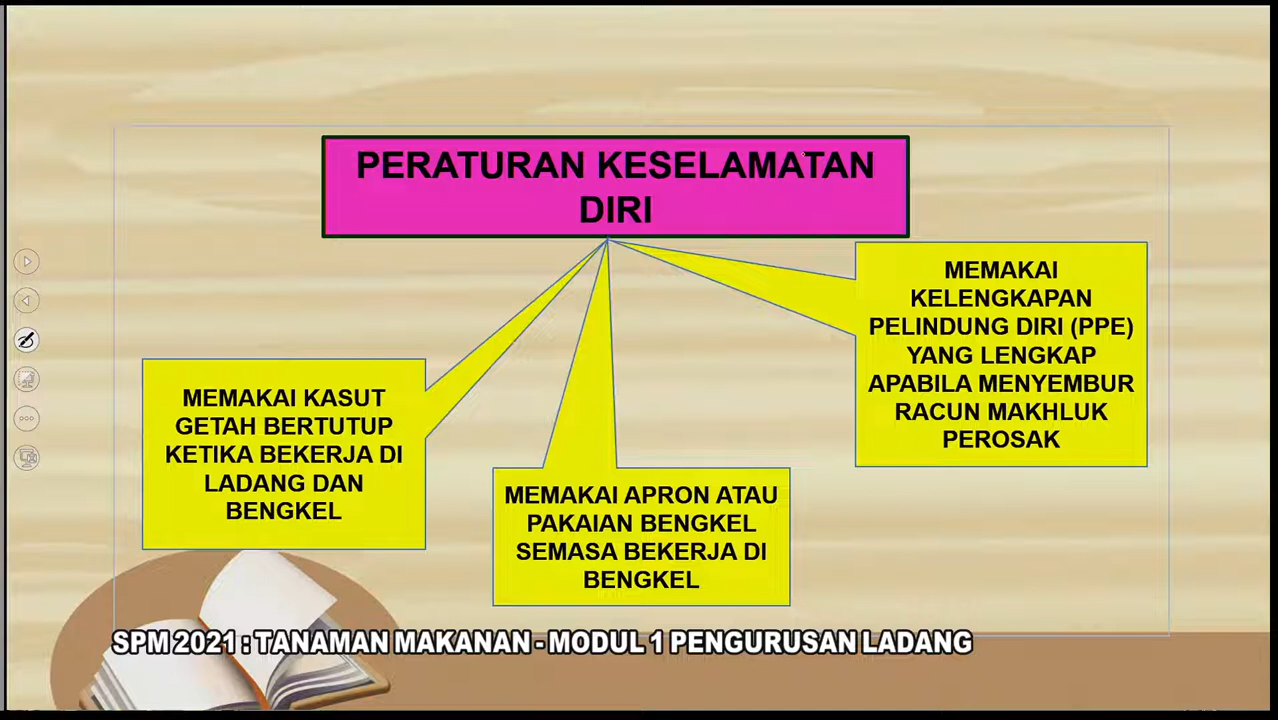 PERATURAN KESELAMATAN
DIRI
MEMAKAI KASUT
GETAH BERTUTUP
KETIKA BEKERJA DI
LADANG DAN
BENGKEL
MEMAKAI APRON ATAU
PAKAIAN BENGKEL
SEMASA BEKERJA DI
BENGKEL
MEMAKAI
KELENGKAPAN
PELINDUNG DIRI (PPE)
YANG LENGKAP
APABILA MENYEMBUR
RACUN MAKHLUK
PEROSAK
SPM 2021 : TANAMAN MAKANAN - MODUL 1 PENGURUSAN LADANG